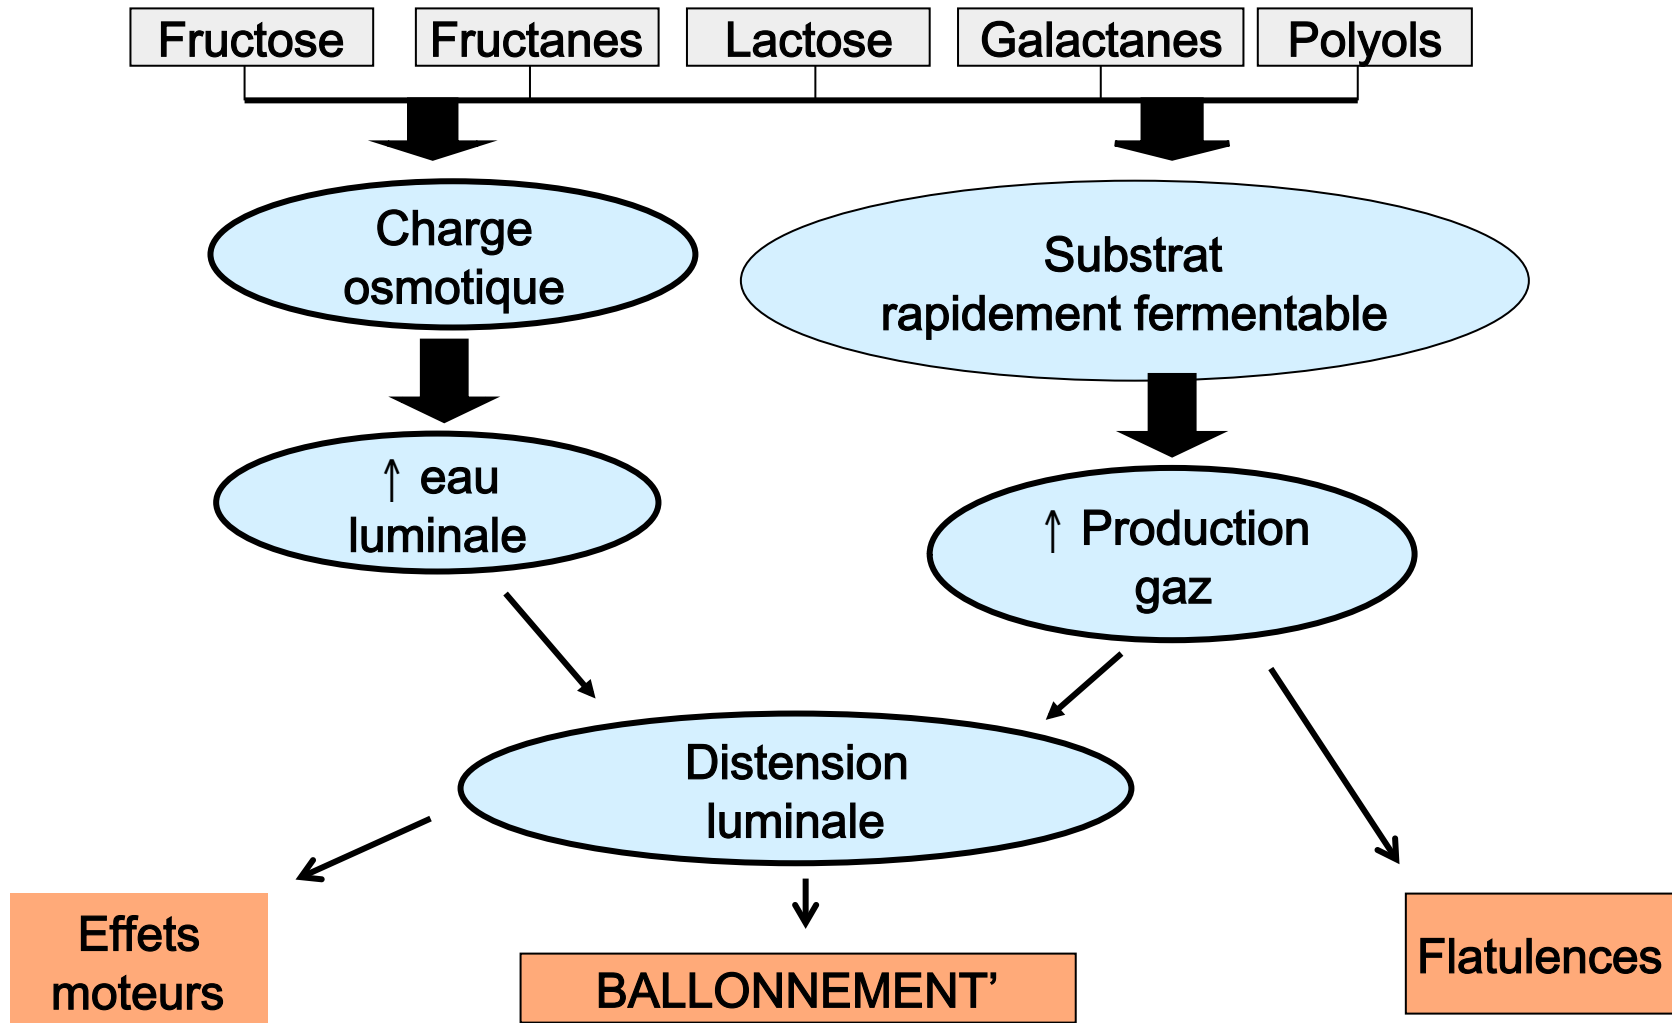 Fructose
Fructanes
Lactose
Galactanes
Polyols
Charge
osmotique
Substrat
rapidement fermentable
↑ eau
luminale
↑ Production
gaz
Distension
luminale
Effets
moteurs
BALLONNEMENT’
Flatulences